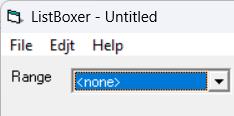 ListBoxer - Untitled
File Edjt Help
Range <none>